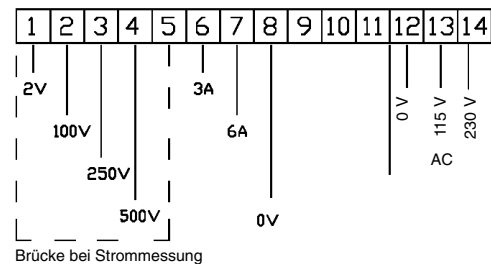 1 2 3 4 5 6 7 8 9 10 11 12 13 14
2V
3A
0 V
115 V
230 V
100V
6A
AC
250V
500V
0V
Brücke bei Strommessung